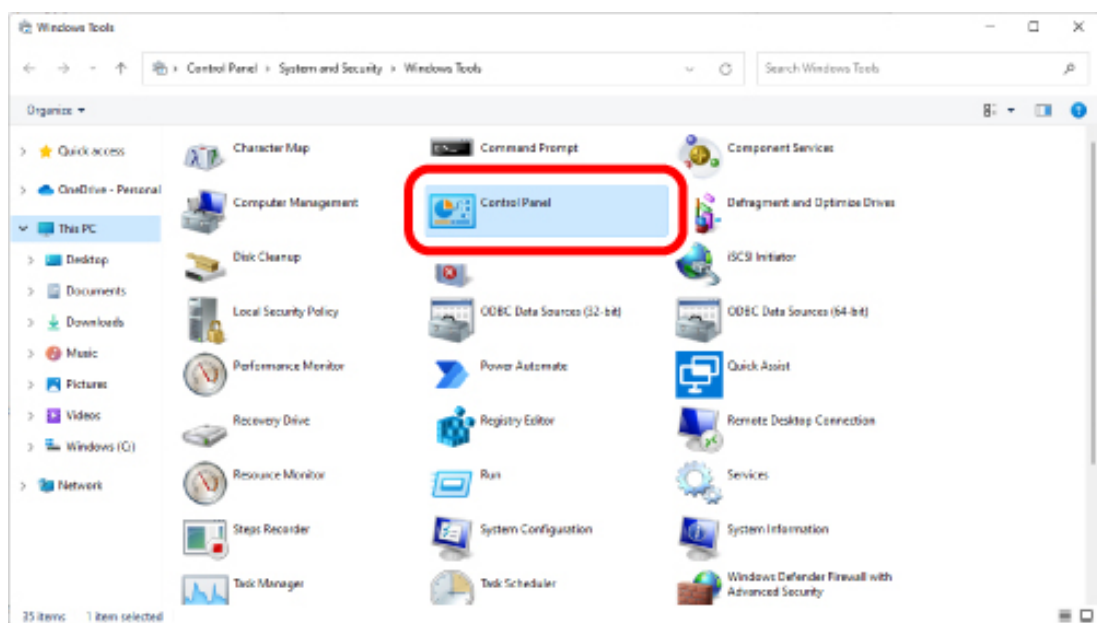 Windows Tools
Control Panel › System and Security › Windows Tools
Search Windows Tools
Organize
Quick access
OneDrive - Personal
This PC
Desktop
Documents
Downloads
Music
Pictures
Videos
Windows (C:)
Network
Character Map
Command Prompt
Component Services
Computer Management
Control Panel
Defragment and Optimize Drives
Disk Cleanup
iSCSI Initiator
Local Security Policy
ODBC Data Sources (32-bit)
ODBC Data Sources (64-bit)
Performance Monitor
Power Automate
Quick Assist
Recovery Drive
Registry Editor
Remote Desktop Connection
Resource Monitor
Run
Services
Steps Recorder
System Configuration
System Information
Task Manager
Task Scheduler
Windows Defender Firewall with
Advanced Security
35 items 1 item selected